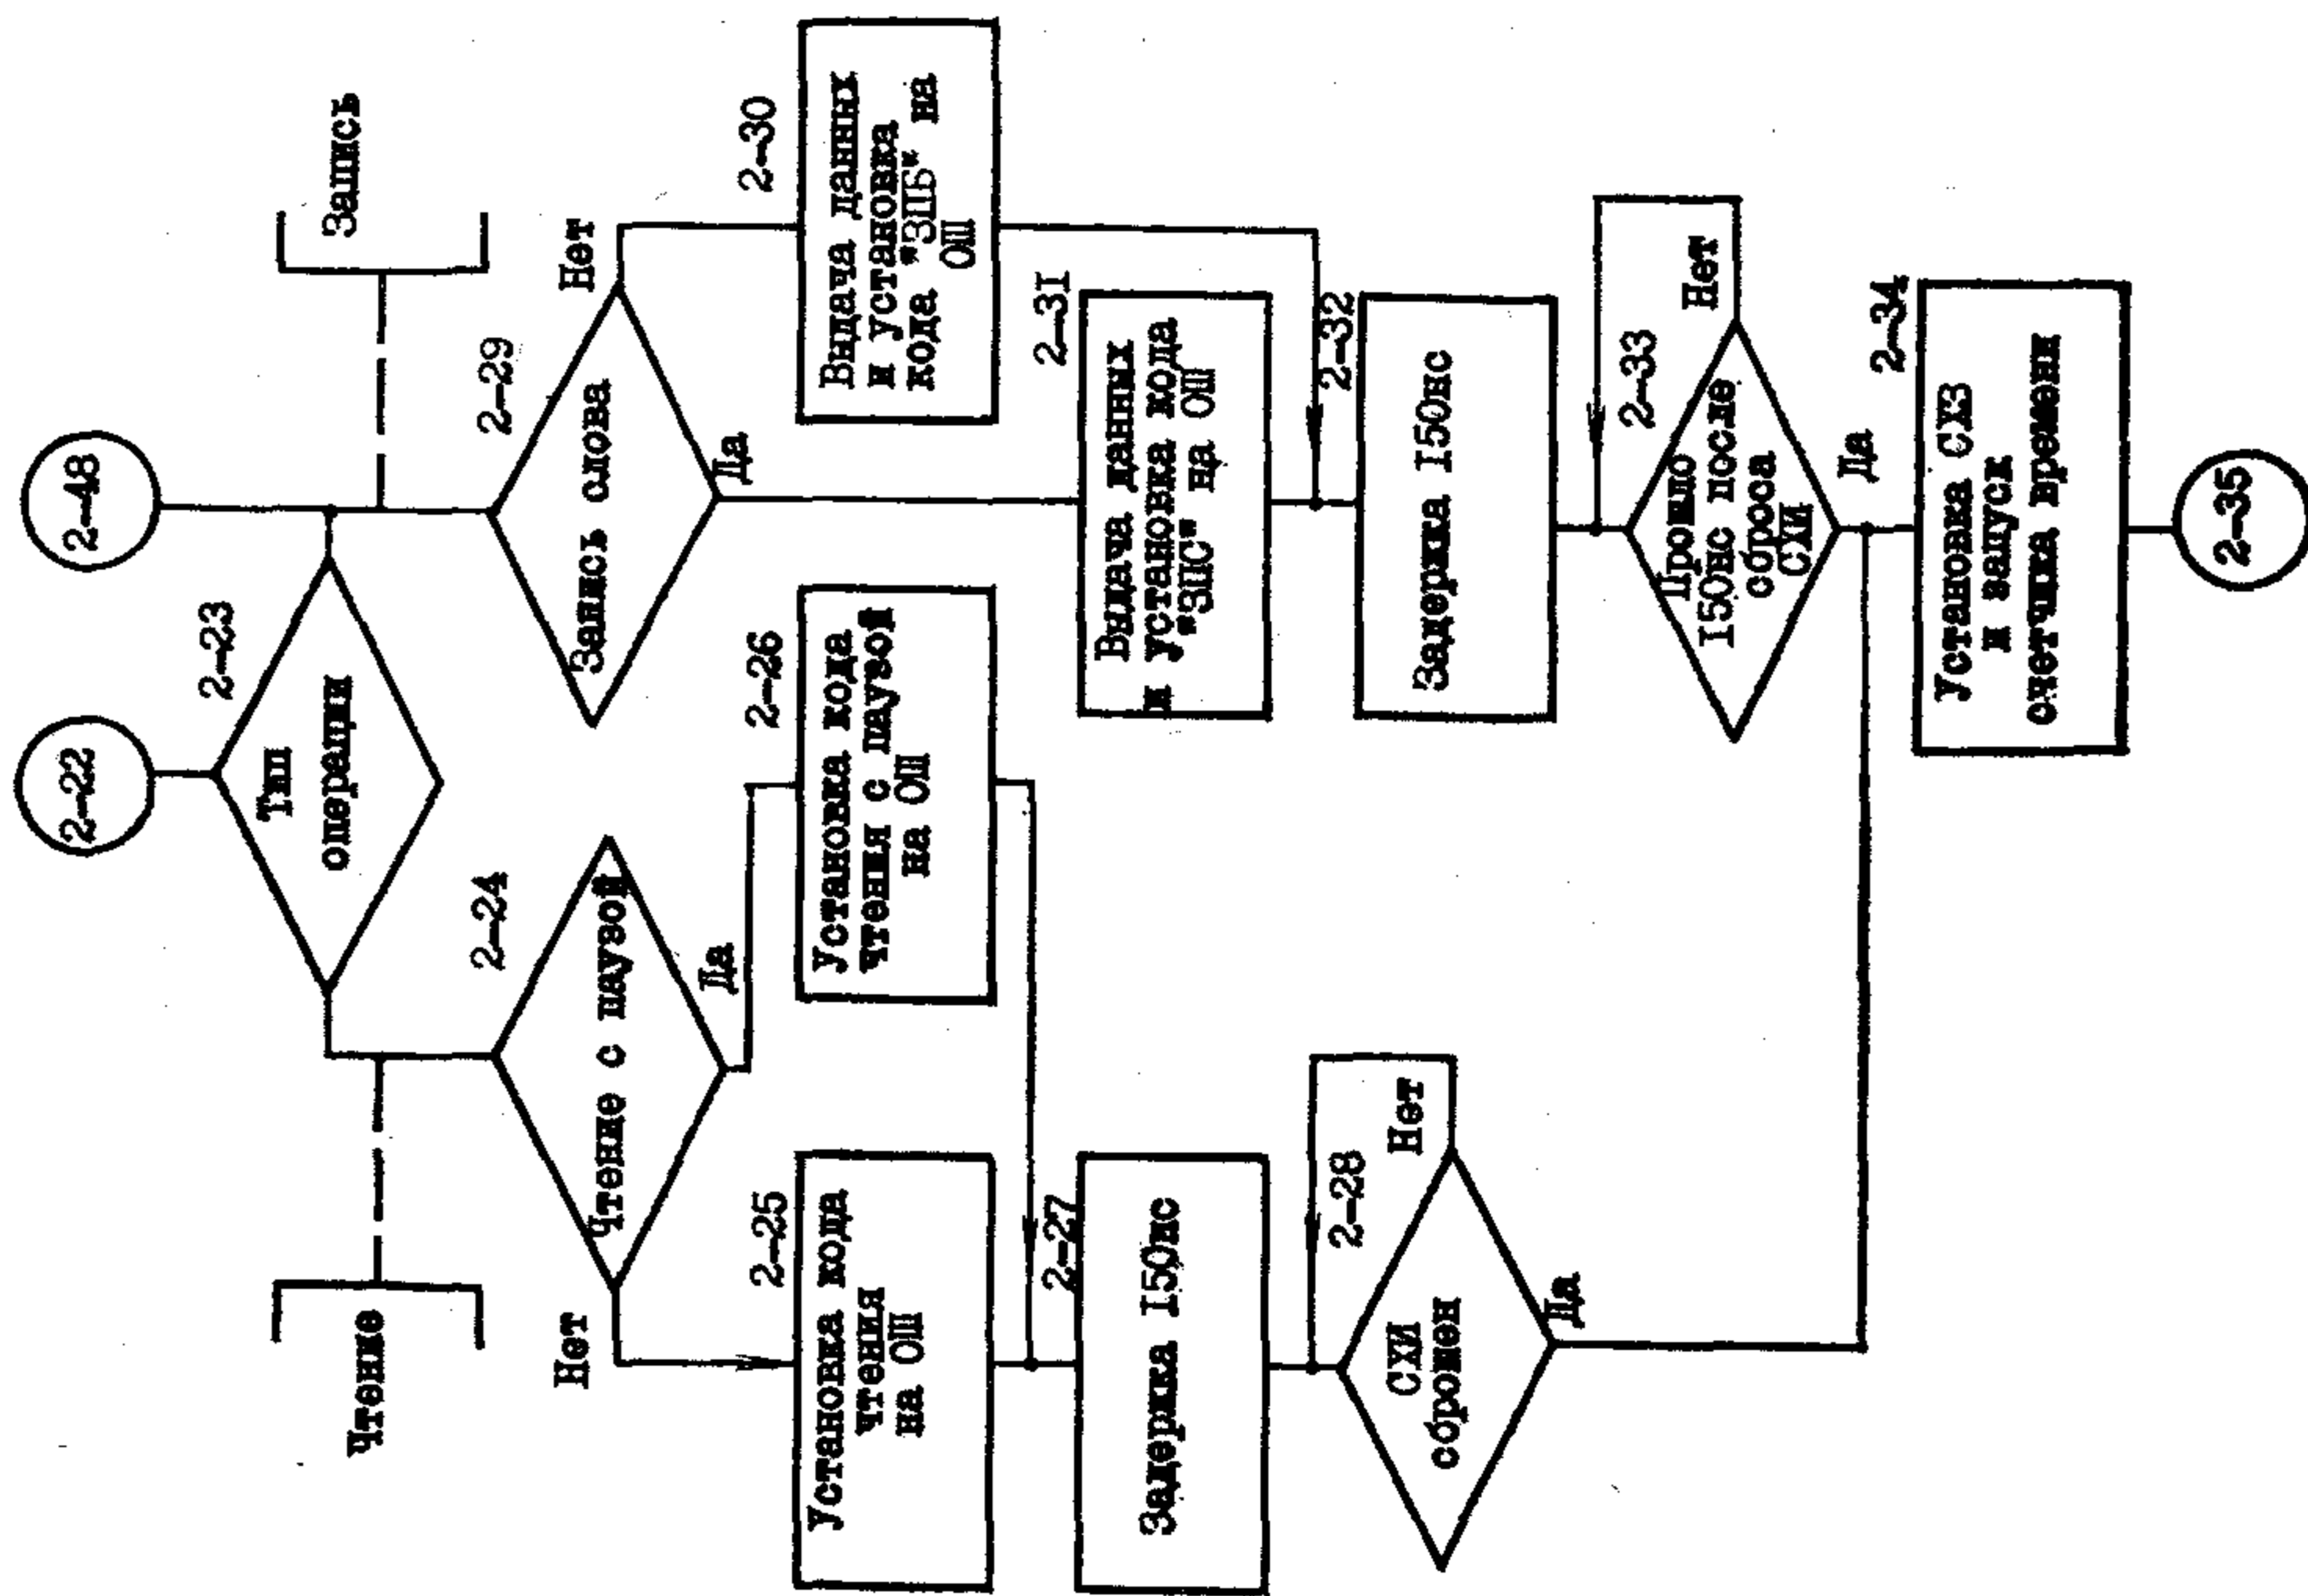 2-22
2-48
2-23
Тип
операции
Чтение
Запись
2-24
Чтение с паузой
Нет
Да
2-29
Запись слова
Нет
Да
2-25
Установка кода
чтения
на ОШ
2-26
Установка кода
чтения с паузой
на ОШ
2-30
Выдача данных
и установка
кода "ЗПБ" на
ОШ
2-27
Задержка 150нс
2-31
Выдача данных
и установка кода
"ЗПС" на ОШ
2-28
СХИ
сброшен
Нет
Да
2-32
Задержка 150нс
2-33
Прошло
150нс после
сброса
СХИ
Нет
Да
2-34
Установка СХЗ
и запуск
счетчика времени
2-35